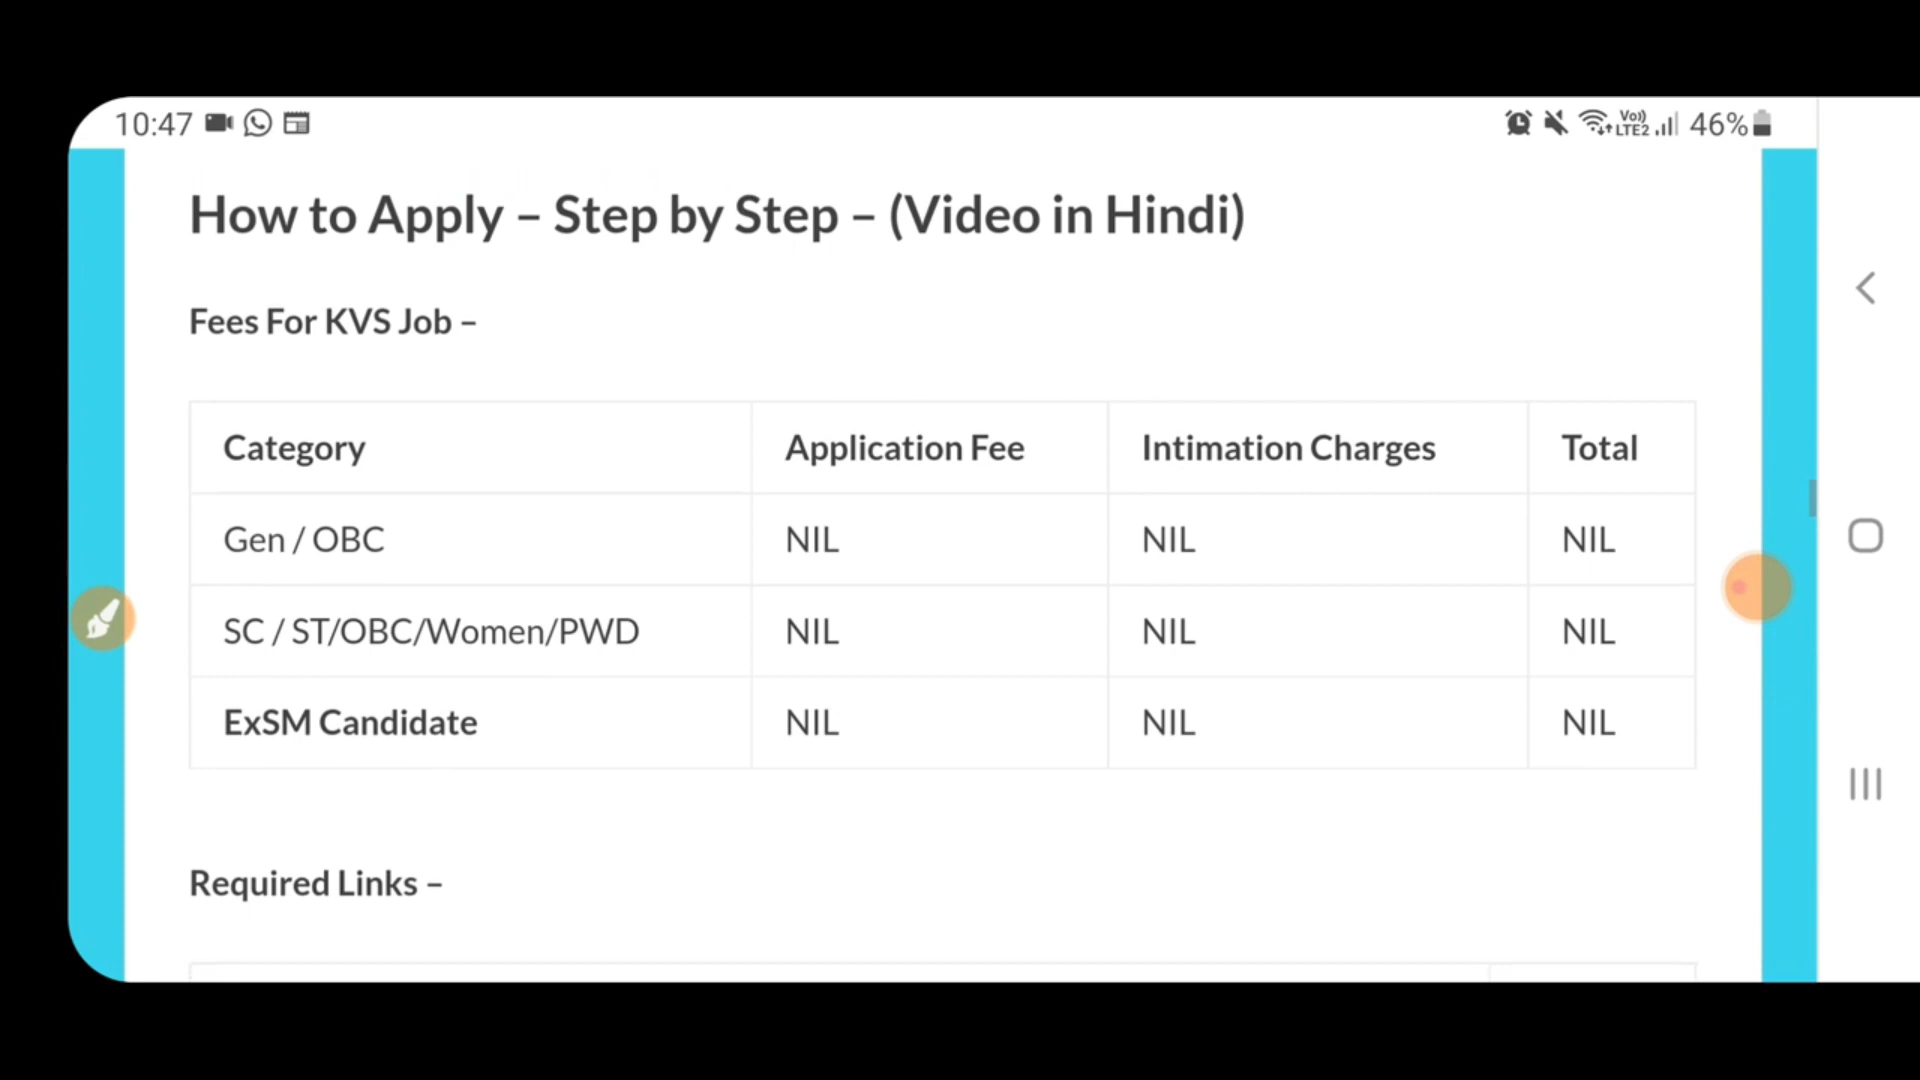 10:47 Vo)) LTE2 46%
How to Apply – Step by Step – (Video in Hindi)
Fees For KVS Job –
Category Application Fee Intimation Charges Total
Gen / OBC NIL NIL NIL
SC / ST/OBC/Women/PWD NIL NIL NIL
ExSM Candidate NIL NIL NIL
Required Links –